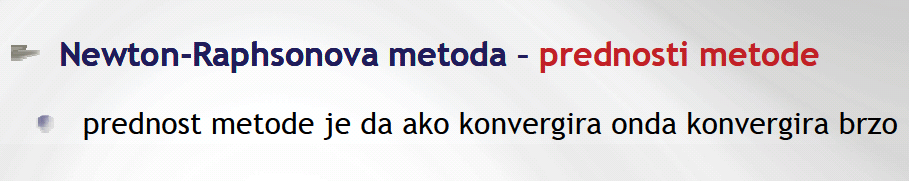 Newton-Raphsonova metoda – prednosti metode
prednost metode je da ako konvergira onda konvergira brzo